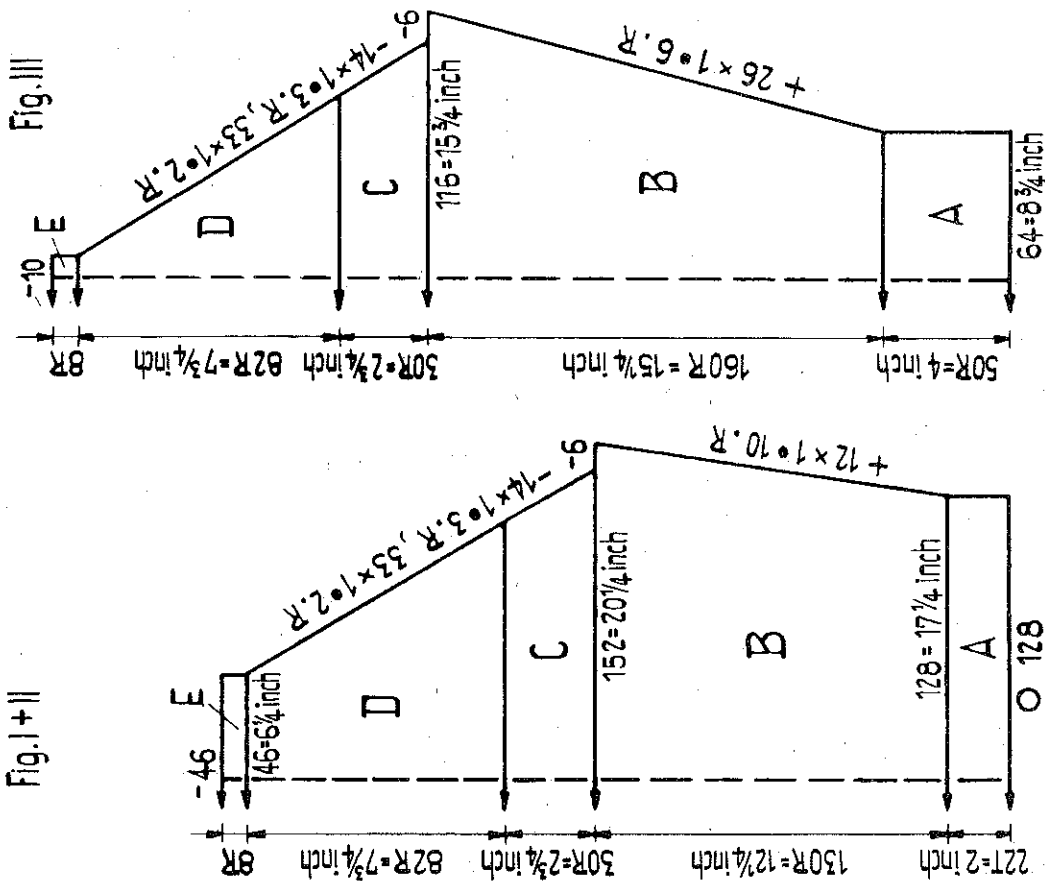 Fig. I + II
-46
E
8R
46=6¼ inch
33×1•2.R
D
82R=7¾ inch
-14×1•3.R,
C
30R=2¾ inch
-6
152=20¼ inch
B
+12×1•10.R
130R=12¼ inch
128=17¼ inch
A
22T=2 inch
O 128
Fig. III
-10
E
8R
-14×1•3.R, 33×1•2.R
D
82R=7¾ inch
C
30R=2¾ inch
-6
116=15¾ inch
B
+ 26×1•6.R
160R=15¼ inch
A
50R=4 inch
64=8¾ inch